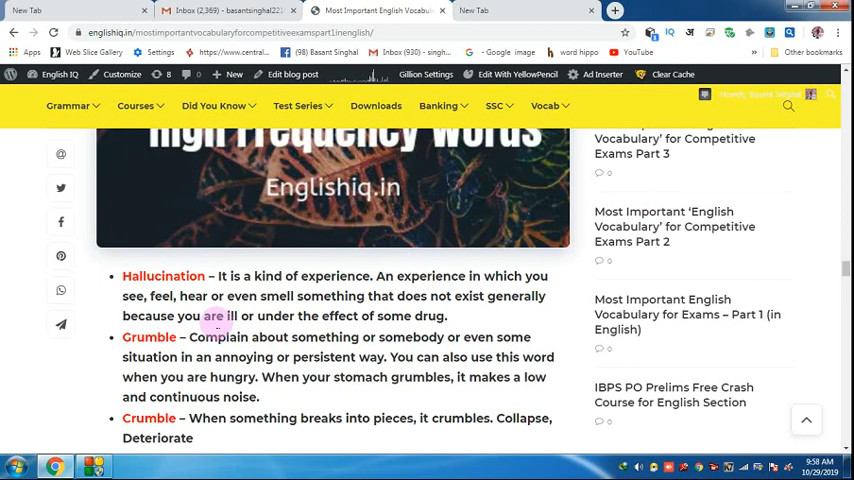 New Tab
Inbox (2,369) - basantsinghal221
Most Important English Vocabul
New Tab
englishiq.in/mostimportantvocabularyforcompetitiveexamspart1inenglish/
Apps
Web Slice Gallery
Settings
https://www.central...
(98) Basant Singhal
Inbox (930) - singh...
Google image
word hippo
YouTube
English IQ
Customize
8
New
Edit blog post
Gillion Settings
Edit With YellowPencil
Ad Inserter
Clear Cache
Grammar
Courses
Did You Know
Test Series
Downloads
Banking
SSC
Vocab
High Frequency Words
Englishiq.in
Vocabulary' for Competitive
Exams Part 3
0
Most Important 'English
Vocabulary' for Competitive
Exams Part 2
0
Most Important English
Vocabulary for Exams – Part 1 (in
English)
0
IBPS PO Prelims Free Crash
Course for English Section
0
Hallucination – It is a kind of experience. An experience in which you
see, feel, hear or even smell something that does not exist generally
because you are ill or under the effect of some drug.
Grumble – Complain about something or somebody or even some
situation in an annoying or persistent way. You can also use this word
when you are hungry. When your stomach grumbles, it makes a low
and continuous noise.
Crumble – When something breaks into pieces, it crumbles. Collapse,
Deteriorate
9:58 AM
10/29/2019